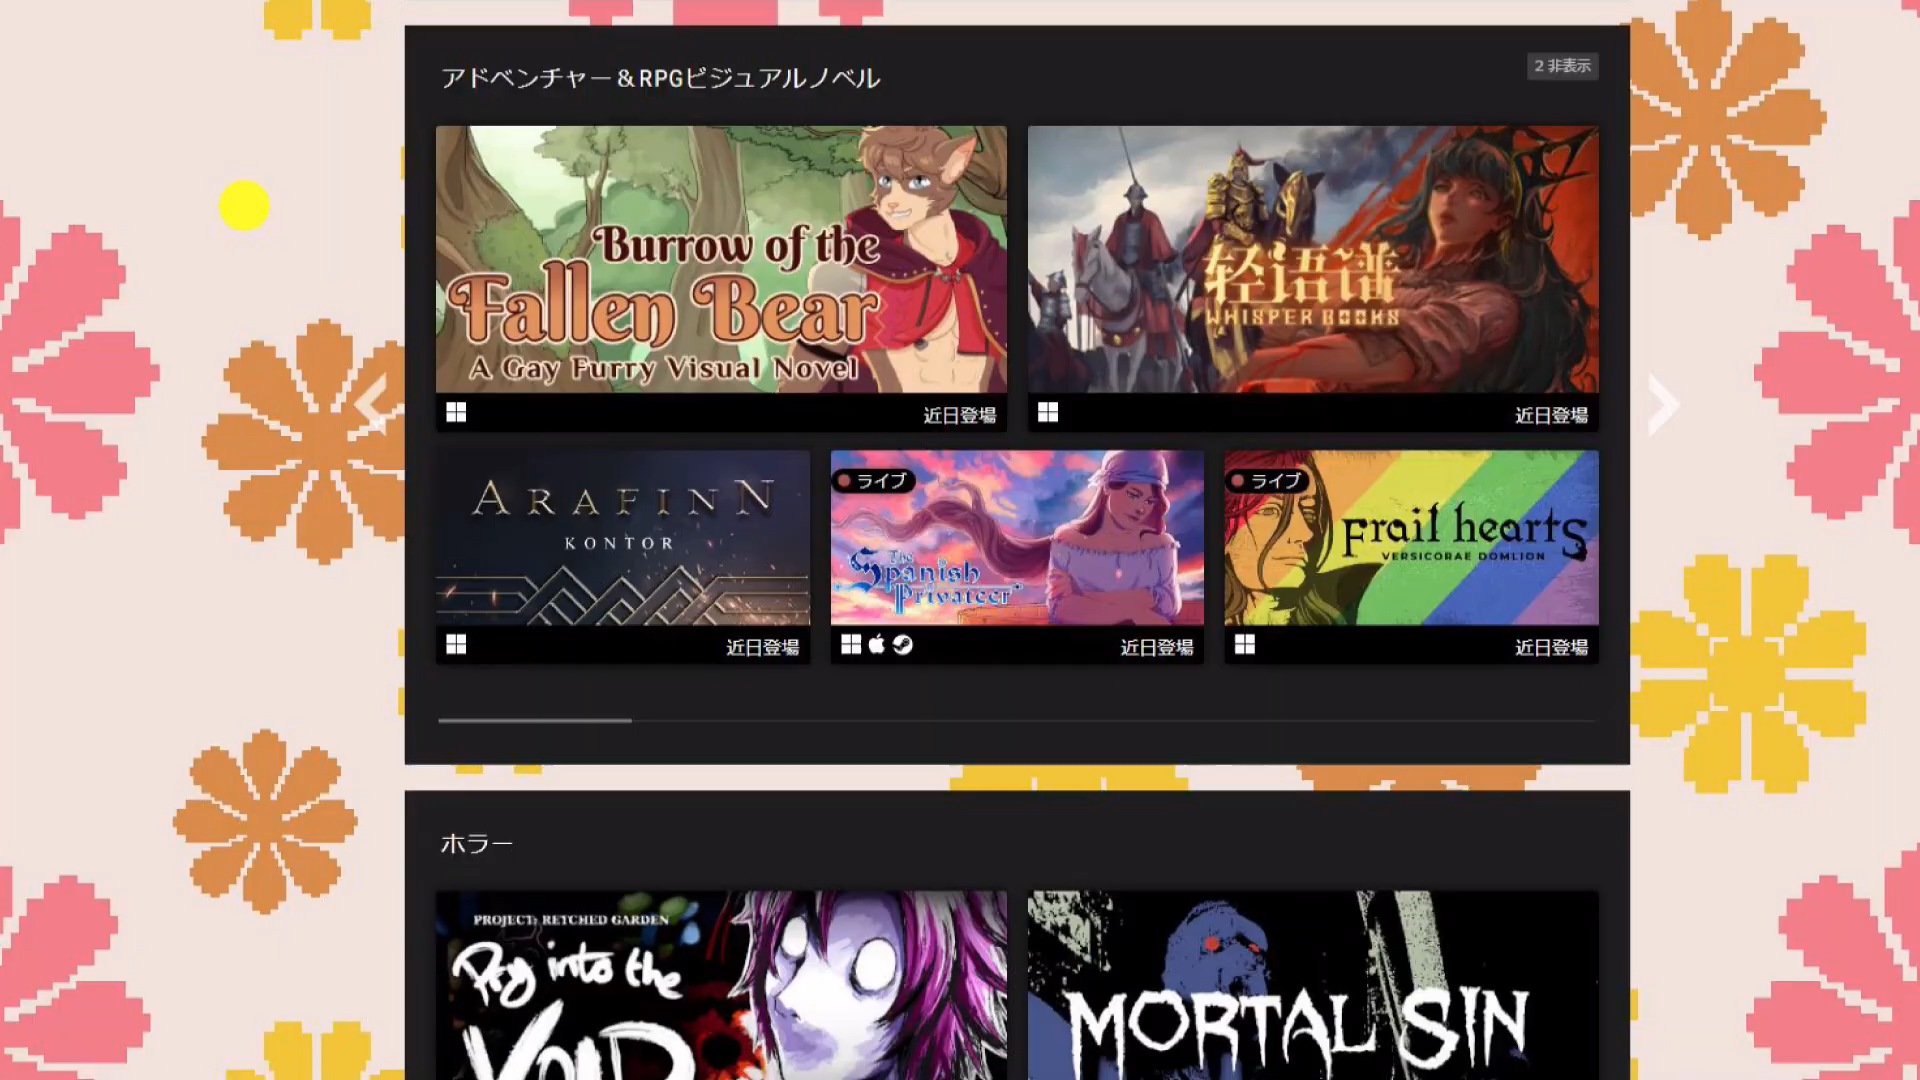 アドベンチャー＆RPGビジュアルノベル
2 非表示
Burrow of the
Fallen Bear
A Gay Furry Visual Novel
近日登場
轻语谱
WHISPER BOOKS
近日登場
ARAFINN
KONTOR
近日登場
ライブ
The
Spanish
Privateer
近日登場
ライブ
Frail hearts
VERSICORAE DOMLION
近日登場
ホラー
PROJECT: RETCHED GARDEN
Pry into the
VOID
MORTAL SIN